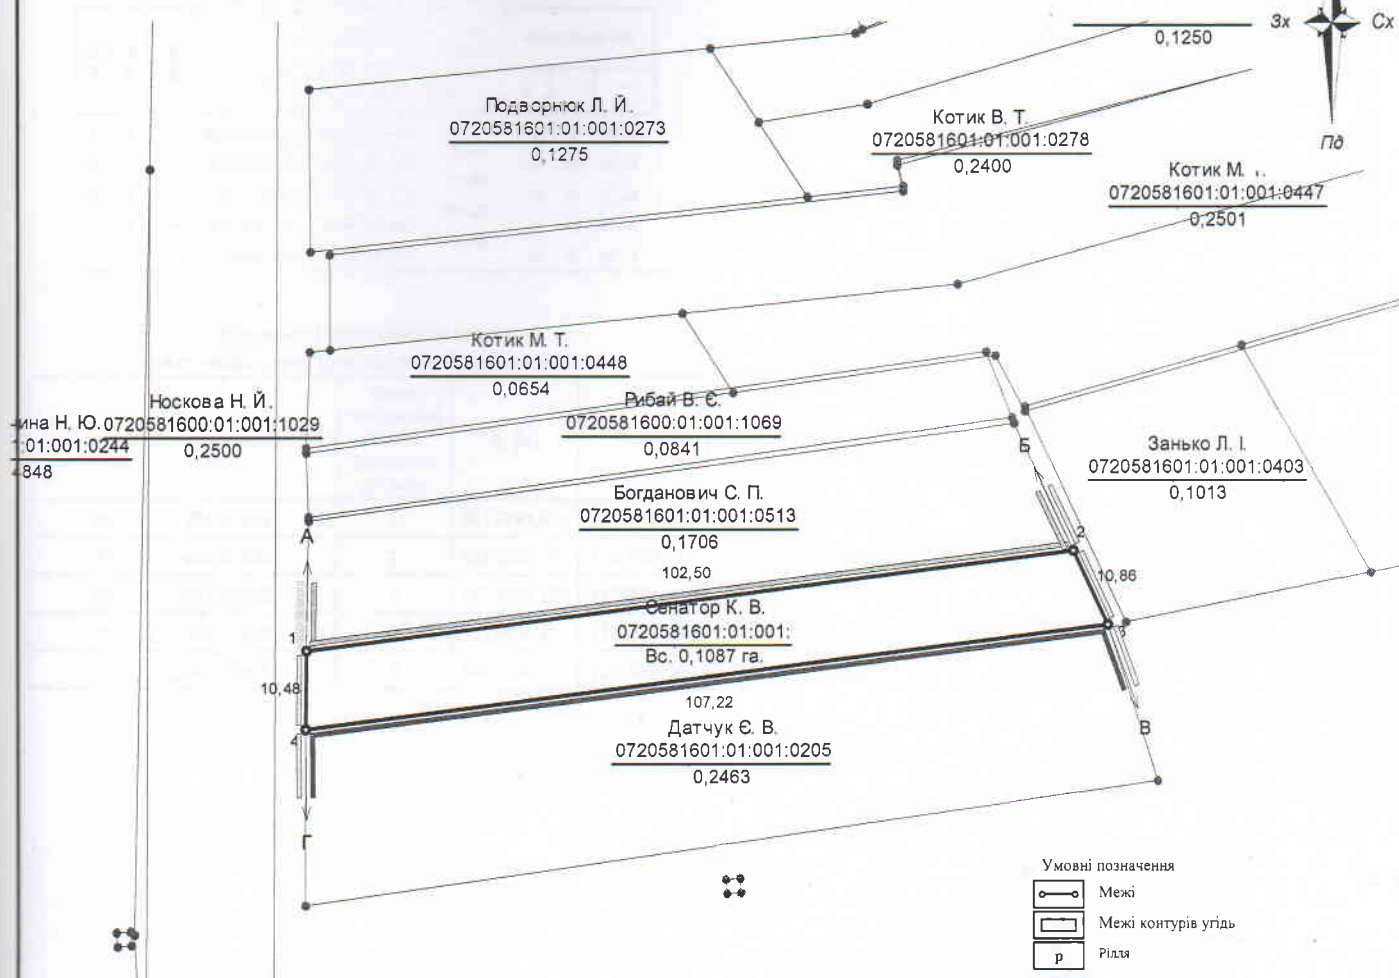 0,1250
Зх
Сх
Пд
Подворнюк Л. Й.
0720581601:01:001:0273
0,1275
Котик В. Т.
0720581601:01:001:0278
0,2400
Котик М.
0720581601:01:001:0447
0,2501
Котик М. Т.
0720581601:01:001:0448
0,0654
Носкова Н. Й.
0720581600:01:001:1029
0,2500
Н. Ю.
:01:001:0244
4848
Рибай В. Є.
0720581600:01:001:1069
0,0841
Б
Занько Л. І.
0720581601:01:001:0403
0,1013
Богданович С. П.
0720581601:01:001:0513
0,1706
А
2
102,50
10,86
Сенатор К. В.
0720581601:01:001:
Вс. 0,1087 га.
1
3
10,48
107,22
4
Датчук Є. В.
0720581601:01:001:0205
0,2463
В
Г
Умовні позначення
Межі
Межі контурів угідь
р Рілля